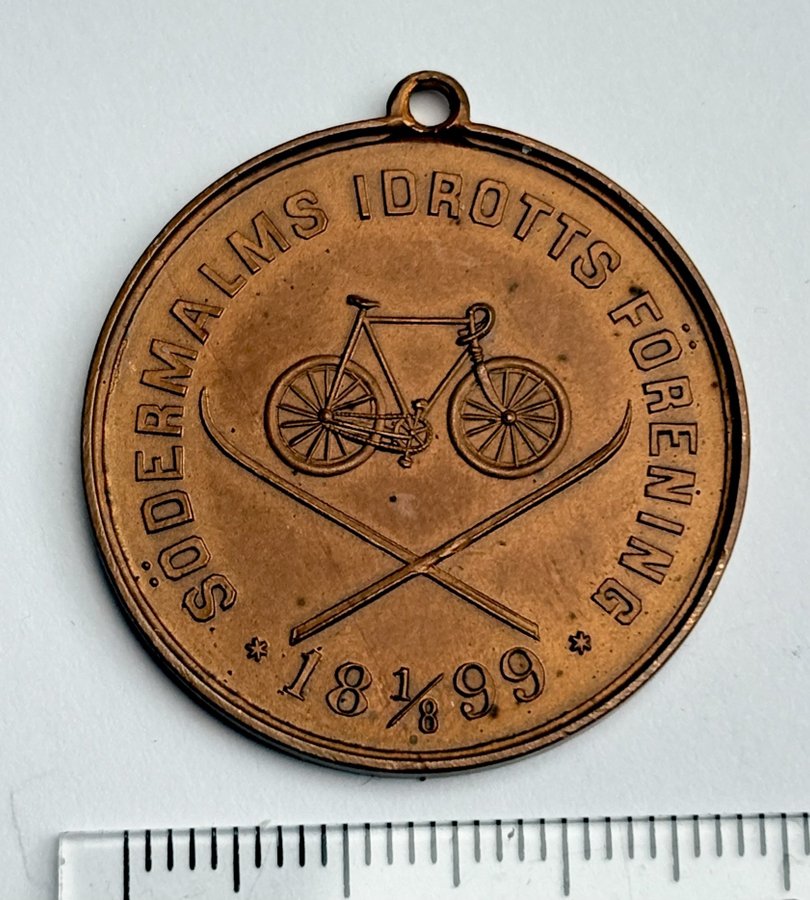 SÖDERMALMS IDROTTS FÖRENING
* 18 1/8 99 *